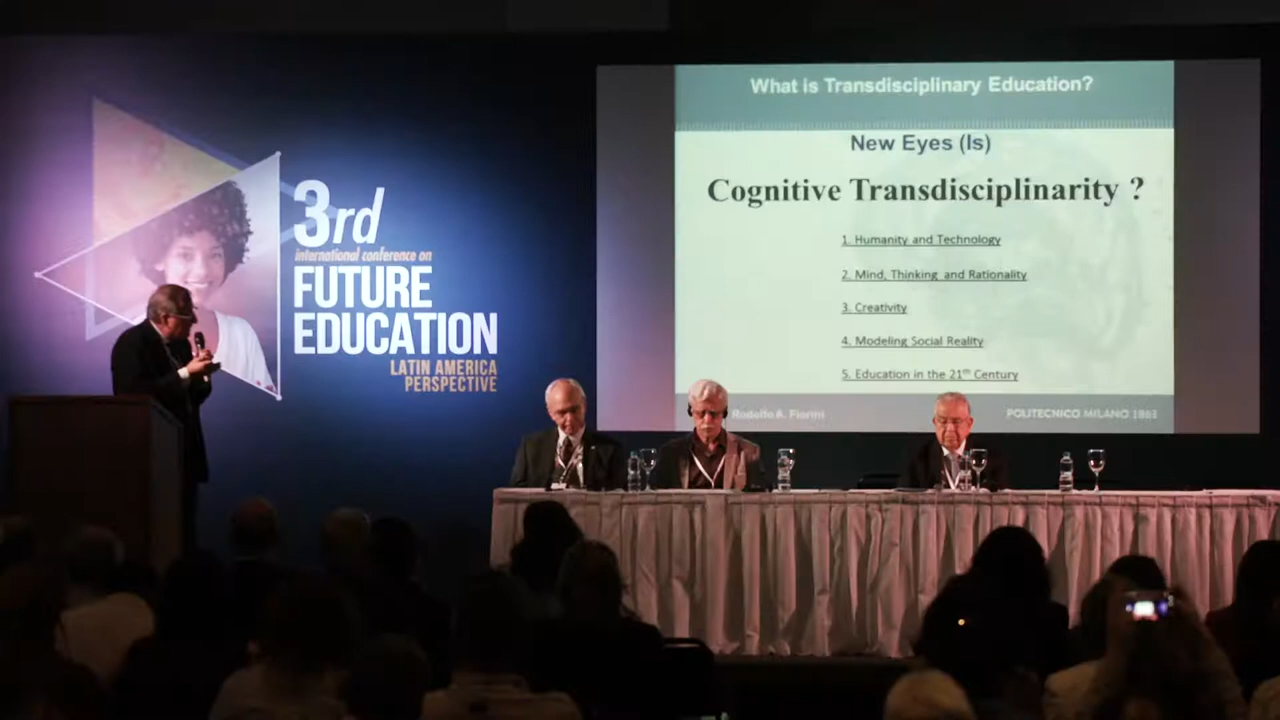 3rd
international conference on
FUTURE
EDUCATION
LATIN AMERICA
PERSPECTIVE
What is Transdisciplinary Education?
New Eyes (Is)
Cognitive Transdisciplinarity ?
1. Humanity and Technology
2. Mind, Thinking and Rationality
3. Creativity
4. Modeling Social Reality
5. Education in the 21th Century
Rodolfo A. Fiorini
POLITECNICO MILANO 1863